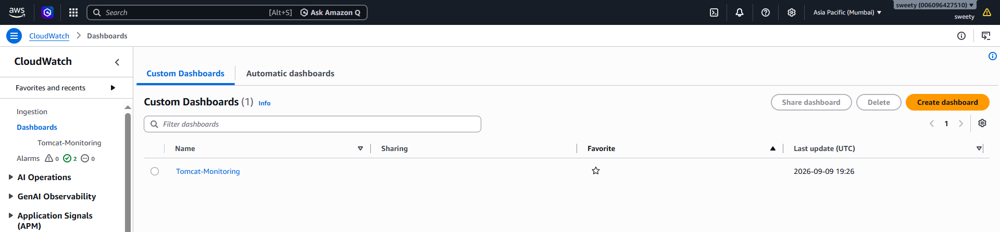 aws
Search [Alt+S] Ask Amazon Q
Asia Pacific (Mumbai)
sweety (006096427510)
sweety
CloudWatch
Dashboards
CloudWatch
Favorites and recents
Ingestion
Dashboards
Tomcat-Monitoring
Alarms 0 2 0
AI Operations
GenAI Observability
Application Signals
(APM)
Custom Dashboards
Automatic dashboards
Custom Dashboards (1) Info
Share dashboard
Delete
Create dashboard
Filter dashboards
1
Name Sharing Favorite Last update (UTC)
Tomcat-Monitoring 2026-09-09 19:26